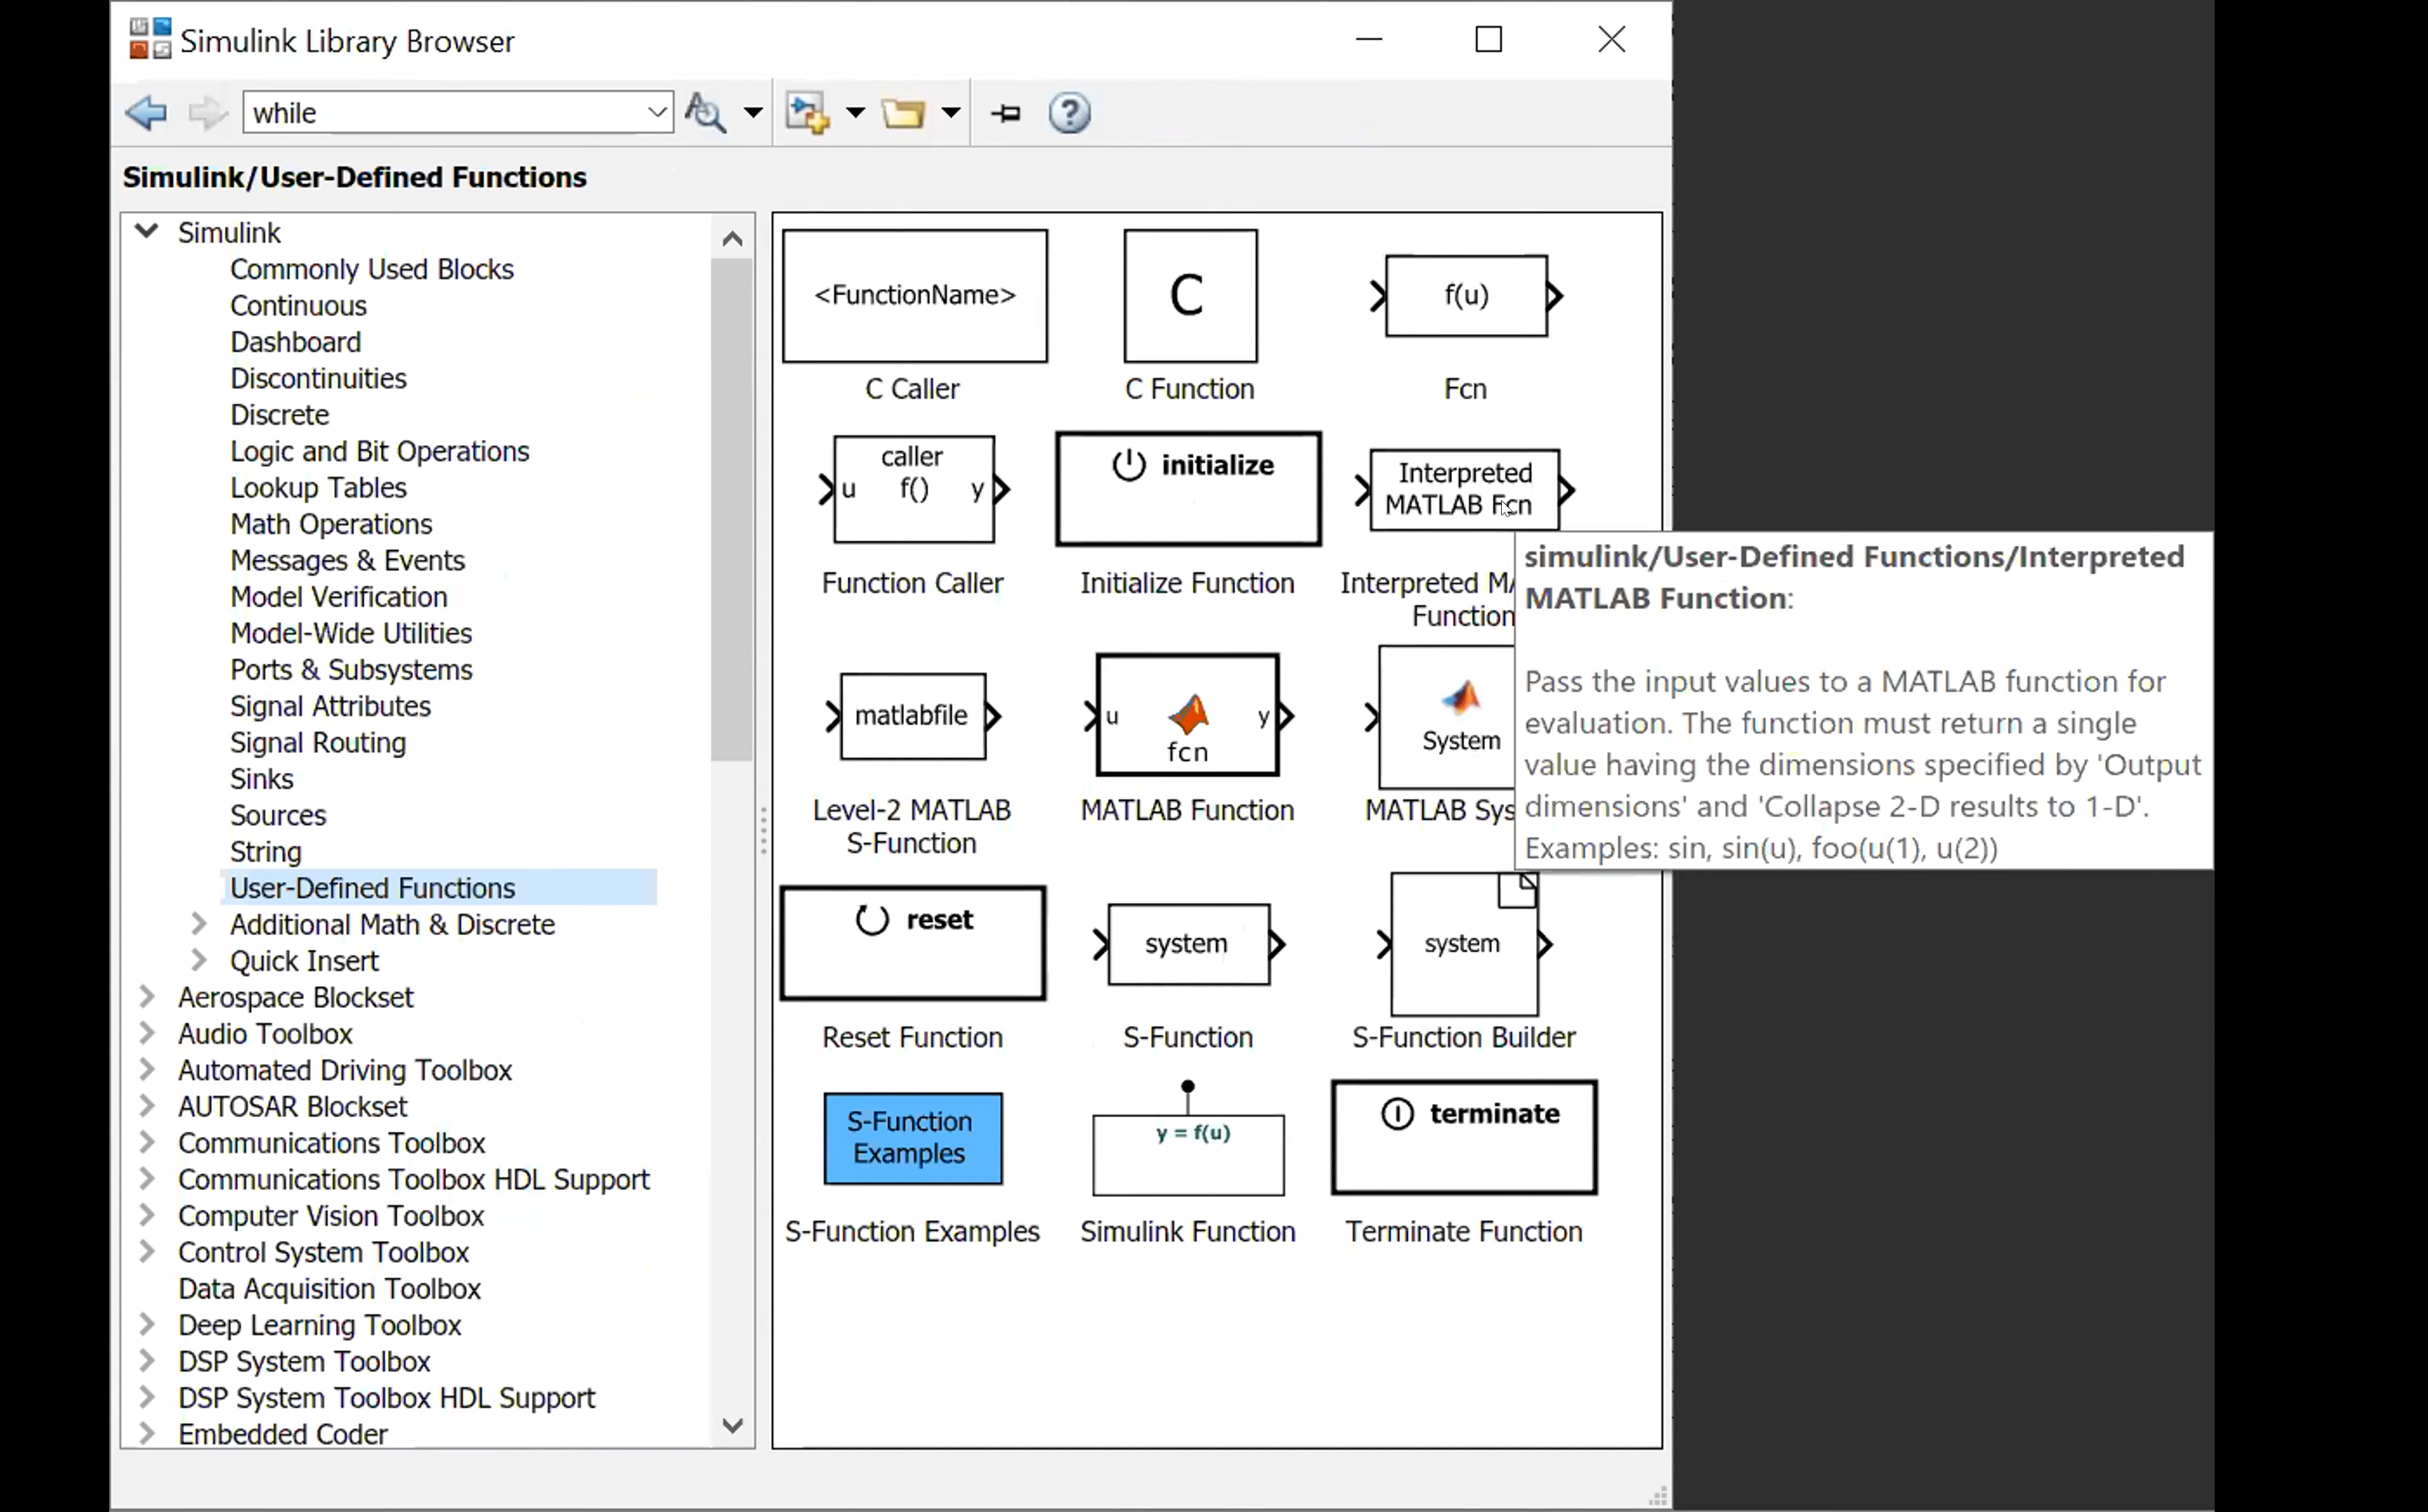 Simulink Library Browser
while
Simulink/User-Defined Functions
Simulink
Commonly Used Blocks
Continuous
Dashboard
Discontinuities
Discrete
Logic and Bit Operations
Lookup Tables
Math Operations
Messages & Events
Model Verification
Model-Wide Utilities
Ports & Subsystems
Signal Attributes
Signal Routing
Sinks
Sources
String
User-Defined Functions
Additional Math & Discrete
Quick Insert
Aerospace Blockset
Audio Toolbox
Automated Driving Toolbox
AUTOSAR Blockset
Communications Toolbox
Communications Toolbox HDL Support
Computer Vision Toolbox
Control System Toolbox
Data Acquisition Toolbox
Deep Learning Toolbox
DSP System Toolbox
DSP System Toolbox HDL Support
Embedded Coder
<FunctionName>
C Caller
C
C Function
f(u)
Fcn
caller
u f() y
Function Caller
initialize
Initialize Function
Interpreted
MATLAB Fcn
Interpreted MA
Function
matlabfile
Level-2 MATLAB
S-Function
u y
fcn
MATLAB Function
System
MATLAB Sys
simulink/User-Defined Functions/Interpreted
MATLAB Function:
Pass the input values to a MATLAB function for
evaluation. The function must return a single
value having the dimensions specified by 'Output
dimensions' and 'Collapse 2-D results to 1-D'.
Examples: sin, sin(u), foo(u(1), u(2))
reset
Reset Function
system
S-Function
system
S-Function Builder
S-Function
Examples
S-Function Examples
y = f(u)
Simulink Function
terminate
Terminate Function